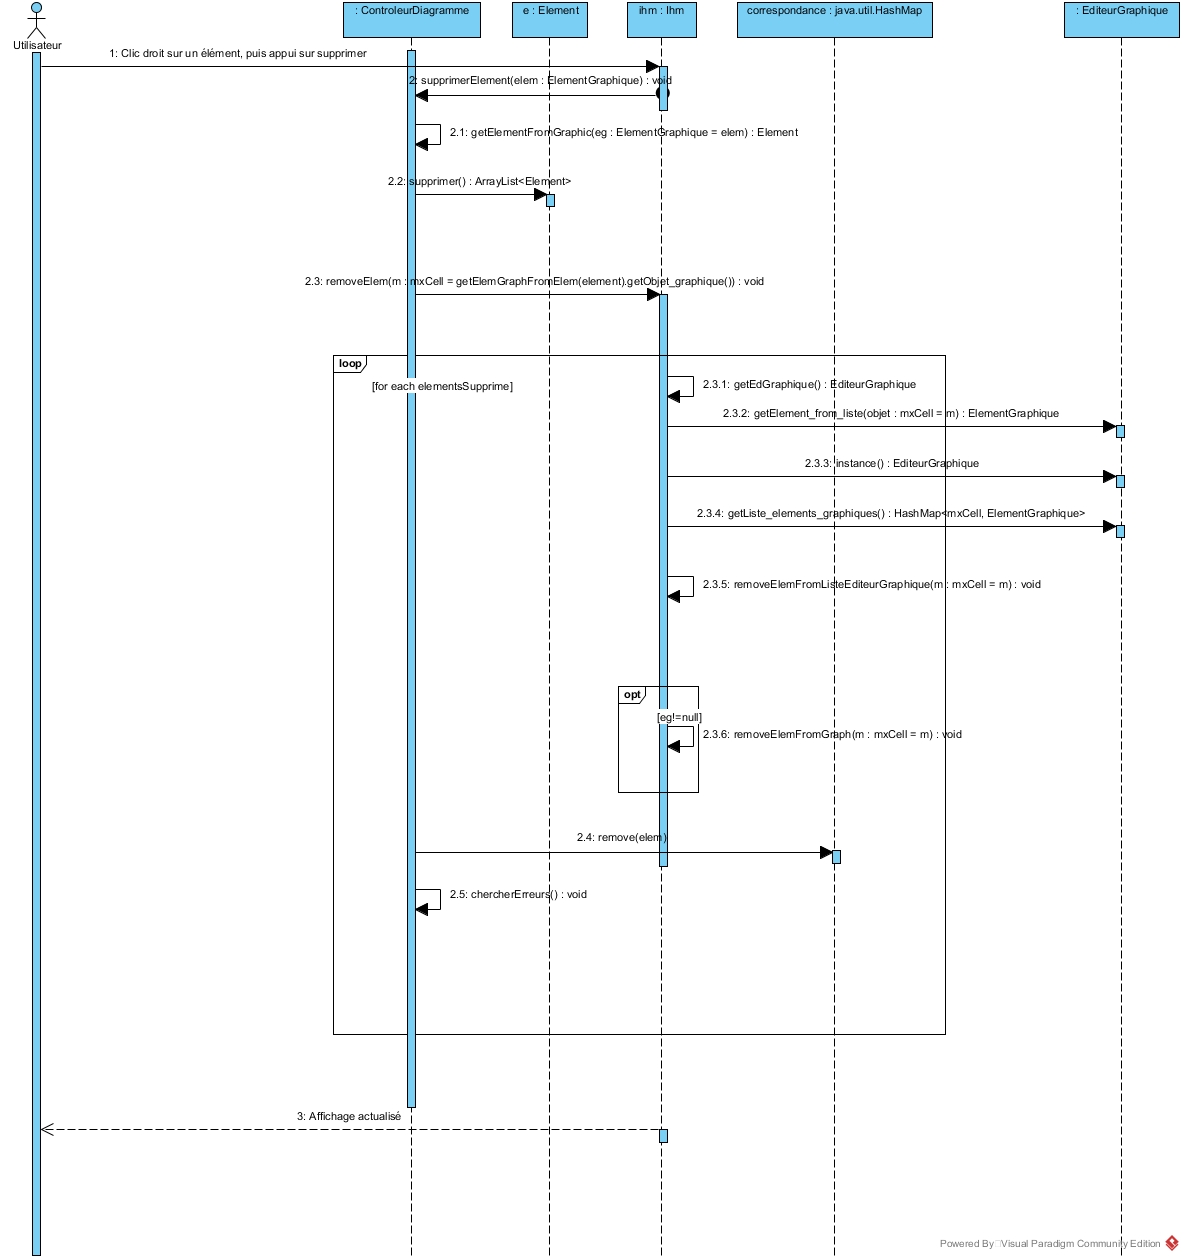 : ControleurDiagramme
e : Element
ihm : Ihm
correspondance : java.util.HashMap
: EditeurGraphique
Utilisateur
1: Clic droit sur un élément, puis appui sur supprimer
2: supprimerElement(elem : ElementGraphique) : void
2.1: getElementFromGraphic(eg : ElementGraphique = elem) : Element
2.2: supprimer() : ArrayList<Element>
2.3: removeElem(m : mxCell = getElemGraphFromElem(element).getObjet_graphique()) : void
loop
[for each elementsSupprime]
2.3.1: getEdGraphique() : EditeurGraphique
2.3.2: getElement_from_liste(objet : mxCell = m) : ElementGraphique
2.3.3: instance() : EditeurGraphique
2.3.4: getListe_elements_graphiques() : HashMap<mxCell, ElementGraphique>
2.3.5: removeElemFromListeEditeurGraphique(m : mxCell = m) : void
opt
[eg!=null]
2.3.6: removeElemFromGraph(m : mxCell = m) : void
2.4: remove(elem)
2.5: chercherErreurs() : void
3: Affichage actualisé
Powered By Visual Paradigm Community Edition